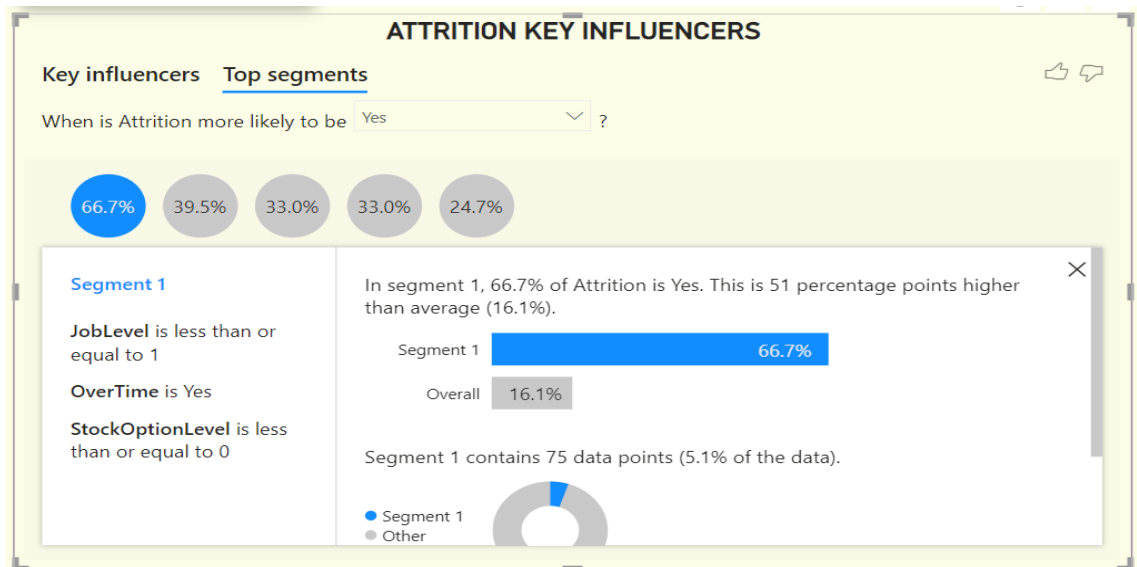 ATTRITION KEY INFLUENCERS
Key influencers Top segments
When is Attrition more likely to be Yes ?
66.7% 39.5% 33.0% 33.0% 24.7%
Segment 1
JobLevel is less than or
equal to 1
OverTime is Yes
StockOptionLevel is less
than or equal to 0
In segment 1, 66.7% of Attrition is Yes. This is 51 percentage points higher
than average (16.1%).
Segment 1 66.7%
Overall 16.1%
Segment 1 contains 75 data points (5.1% of the data).
Segment 1
Other